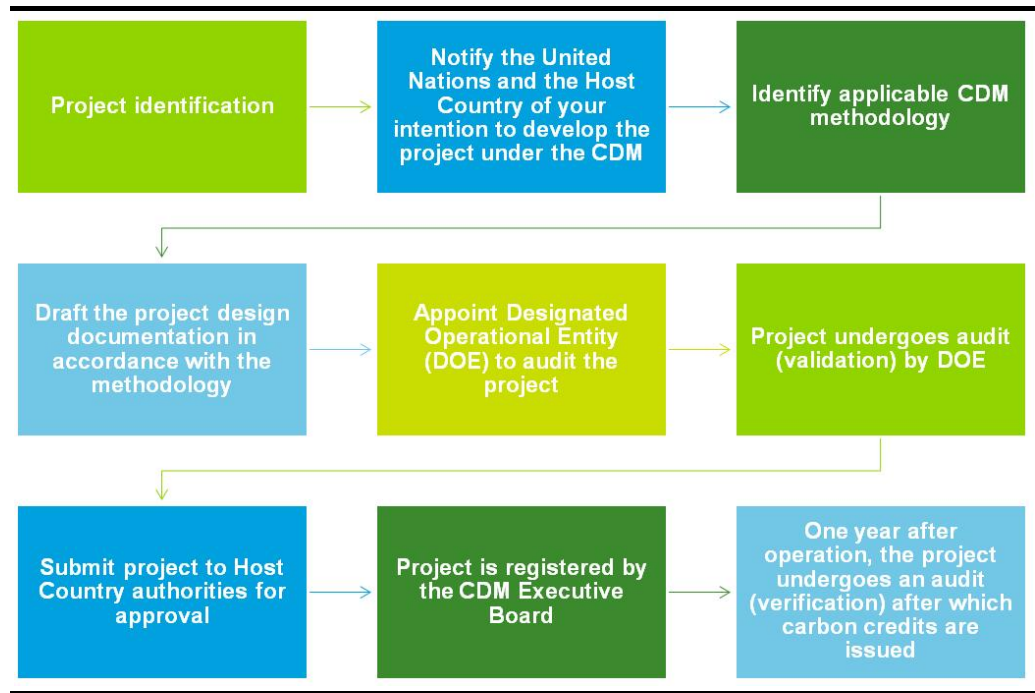 Project identification
Notify the United
Nations and the Host
Country of your
intention to develop the
project under the CDM
Identify applicable CDM
methodology
Draft the project design
documentation in
accordance with the
methodology
Appoint Designated
Operational Entity
(DOE) to audit the
project
Project undergoes audit
(validation) by DOE
Submit project to Host
Country authorities for
approval
Project is registered by
the CDM Executive
Board
One year after
operation, the project
undergoes an audit
(verification) after which
carbon credits are
issued